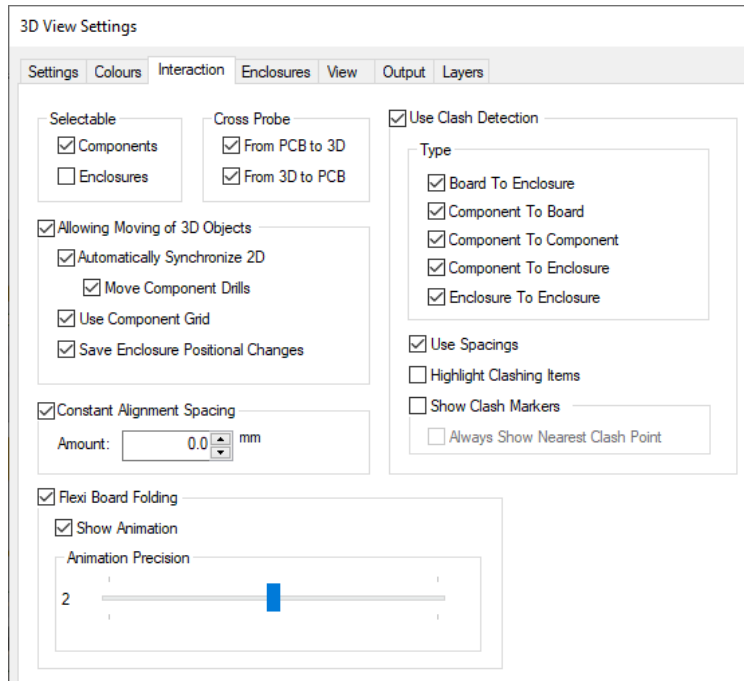 3D View Settings
Settings Colours Interaction Enclosures View Output Layers
Selectable
Components
Enclosures
Cross Probe
From PCB to 3D
From 3D to PCB
Allowing Moving of 3D Objects
Automatically Synchronize 2D
Move Component Drills
Use Component Grid
Save Enclosure Positional Changes
Constant Alignment Spacing
Amount: 0.0 mm
Use Clash Detection
Type
Board To Enclosure
Component To Board
Component To Component
Component To Enclosure
Enclosure To Enclosure
Use Spacings
Highlight Clashing Items
Show Clash Markers
Always Show Nearest Clash Point
Flexi Board Folding
Show Animation
Animation Precision
2